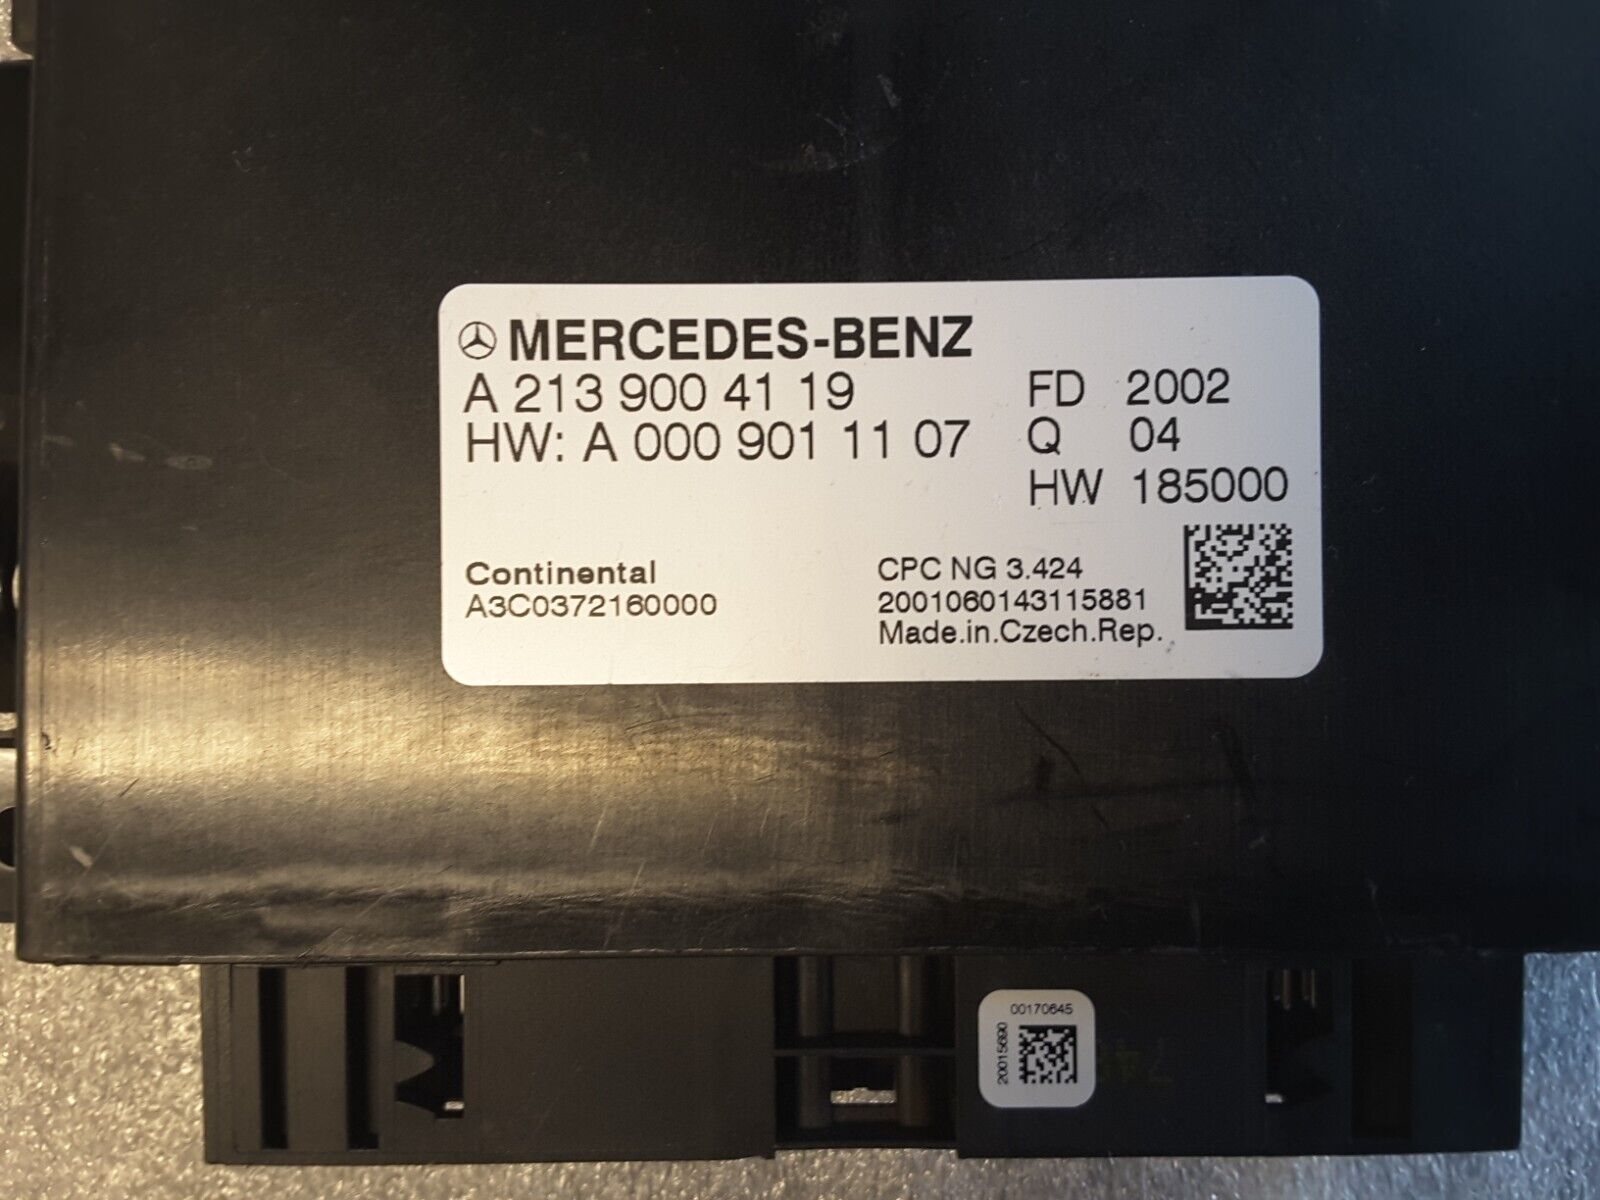 MERCEDES-BENZ
A 213 900 41 19
FD 2002
HW: A 000 901 11 07
Q 04
HW 185000
Continental
A3C0372160000
CPC NG 3.424
2001060143115881
Made.in.Czech.Rep.
00170645
20015690